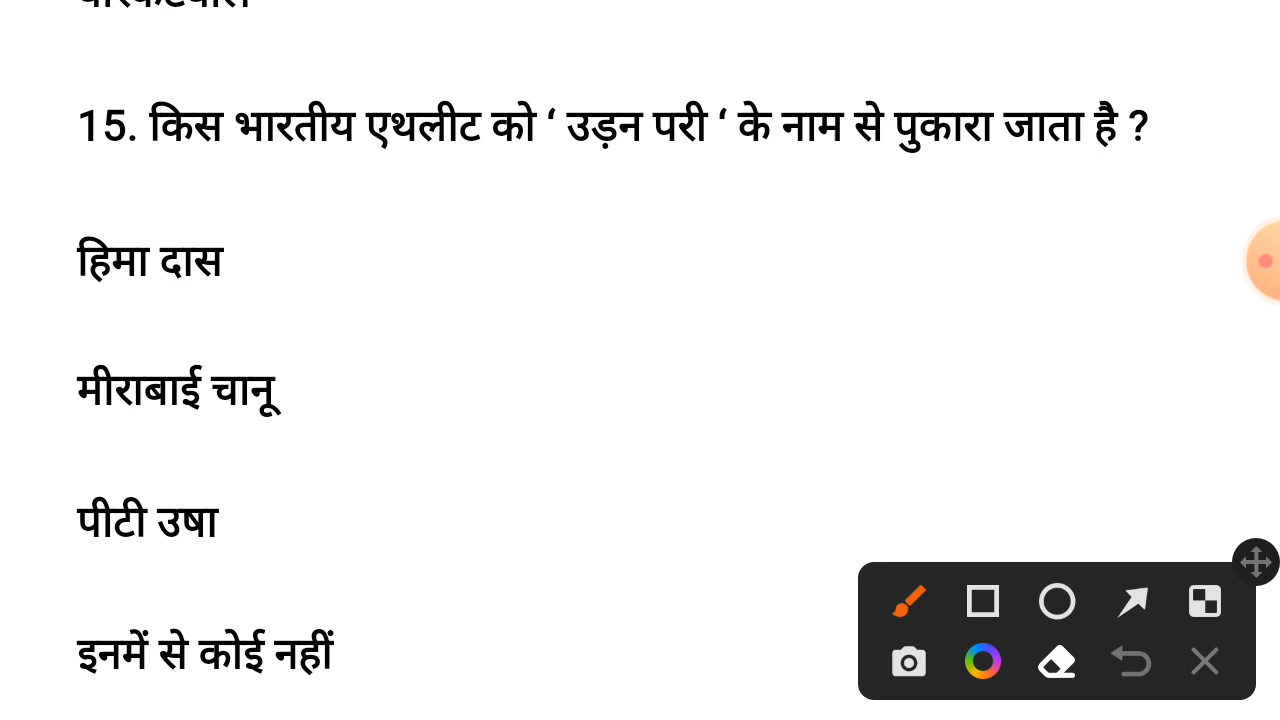 15. किस भारतीय एथलीट को ‘ उड़न परी ‘ के नाम से पुकारा जाता है ?
हिमा दास
मीराबाई चानू
पीटी उषा
इनमें से कोई नहीं